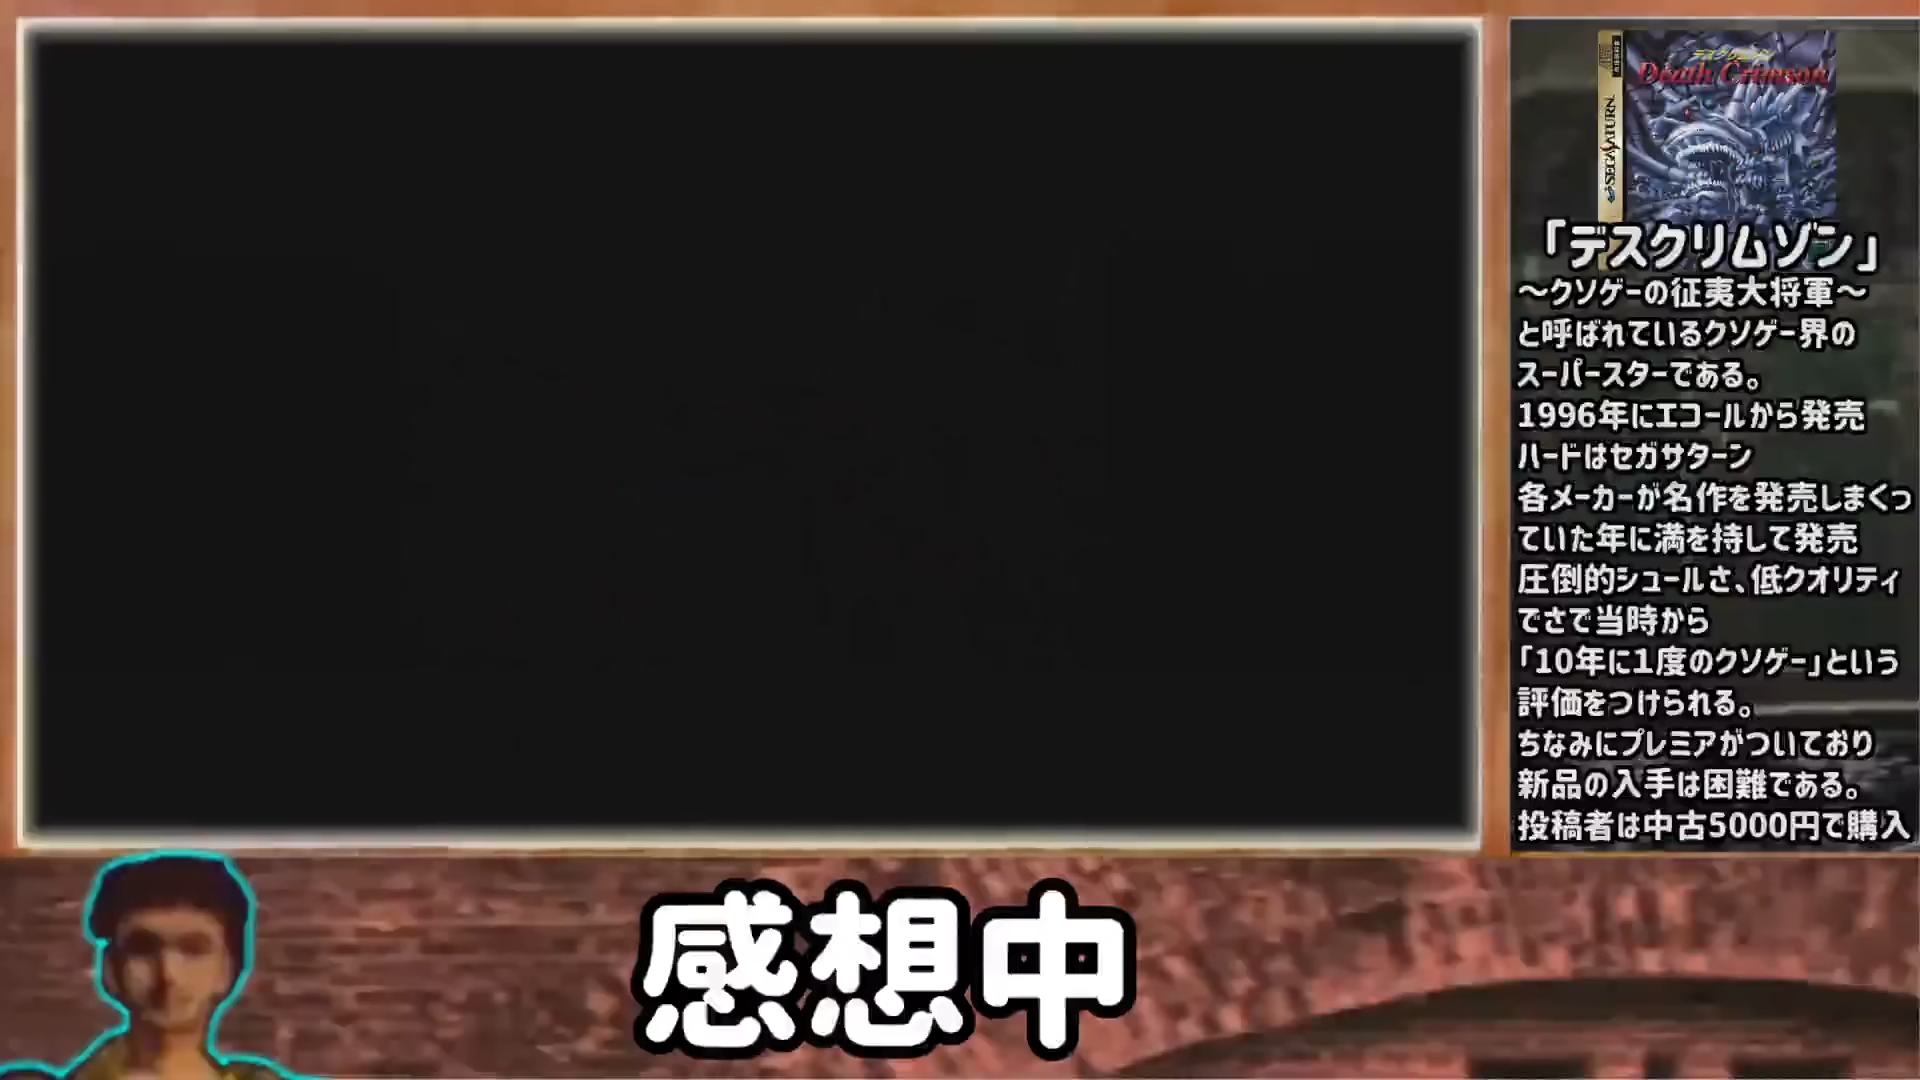 デスクリムゾン
Death Crimson
SEGA SATURN
「デスクリムゾン」
～クソゲーの征夷大将軍～
と呼ばれているクソゲー界の
スーパースターである。
1996年にエコールから発売
ハードはセガサターン
各メーカーが名作を発売しまくっ
ていた年に満を持して発売
圧倒的シュールさ、低クオリティ
でさで当時から
「10年に1度のクソゲー」という
評価をつけられる。
ちなみにプレミアがついており
新品の入手は困難である。
投稿者は中古5000円で購入
感想中